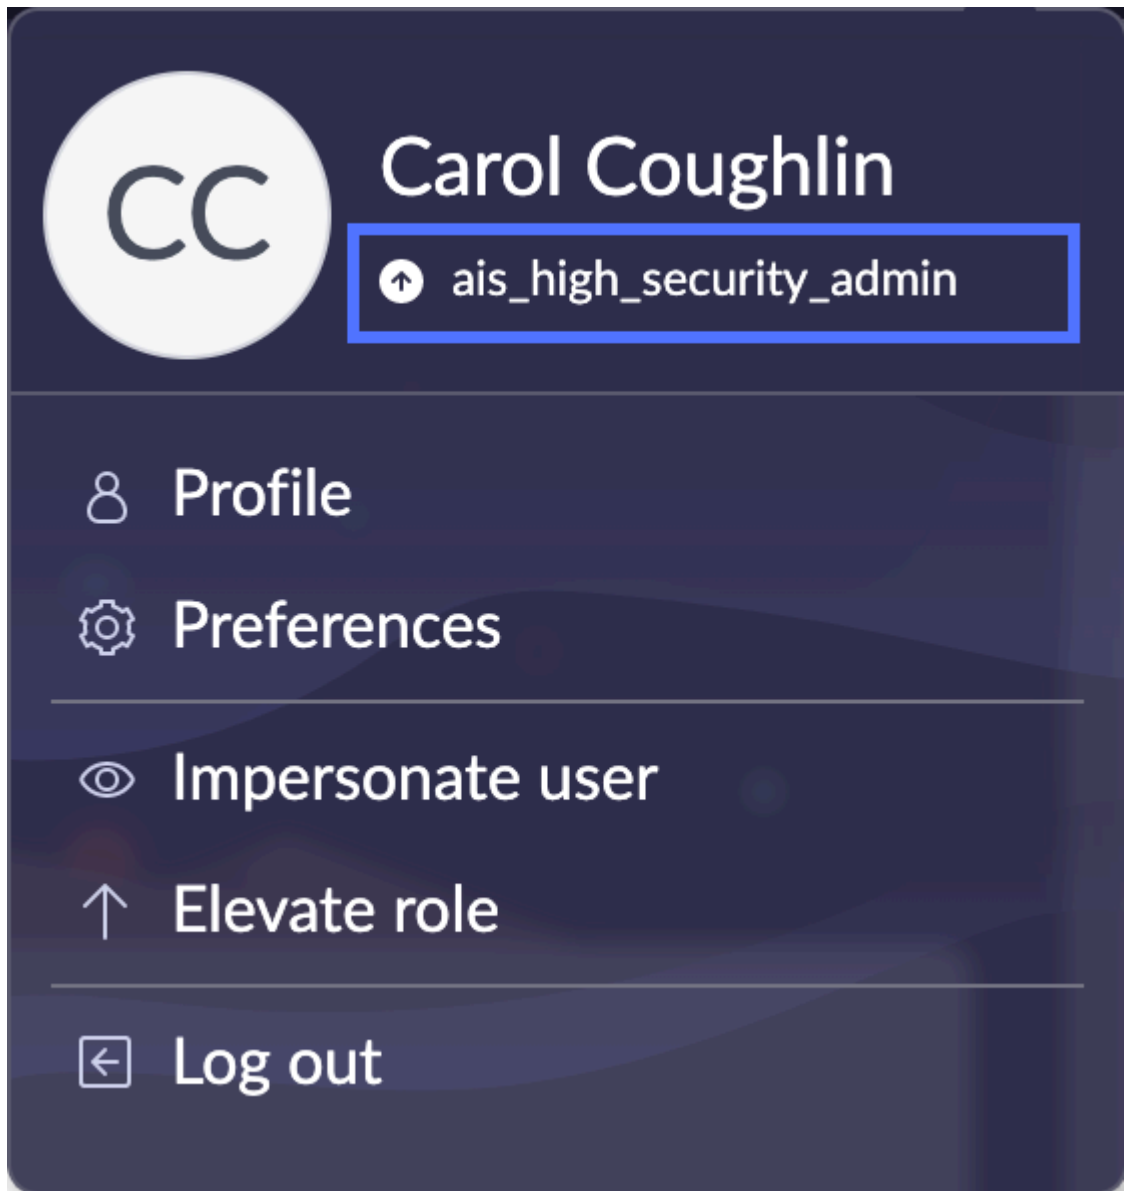 CC
Carol Coughlin
ais_high_security_admin
Profile
Preferences
Impersonate user
Elevate role
Log out